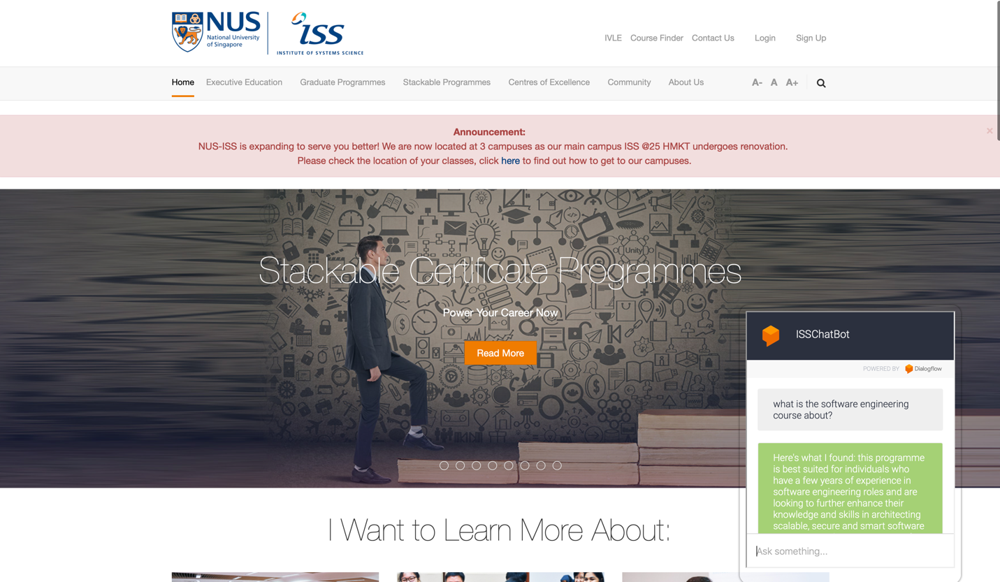 NUS
National University
of Singapore
ISS
INSTITUTE OF SYSTEMS SCIENCE
IVLE Course Finder Contact Us Login Sign Up
Home Executive Education Graduate Programmes Stackable Programmes Centres of Excellence Community About Us A- A A+
Announcement:
×
NUS-ISS is expanding to serve you better! We are now located at 3 campuses as our main campus ISS @25 HMKT undergoes renovation.
Please check the location of your classes, click here to find out how to get to our campuses.
Unity
Stackable Certificate Programmes
Power Your Career Now
Read More
I Want to Learn More About:
ISSChatBot
POWERED BY Dialogflow
what is the software engineering
course about?
Here's what I found: this programme
is best suited for individuals who
have a few years of experience in
software engineering roles and are
looking to further enhance their
knowledge and skills in architecting
scalable, secure and smart software
Ask something...